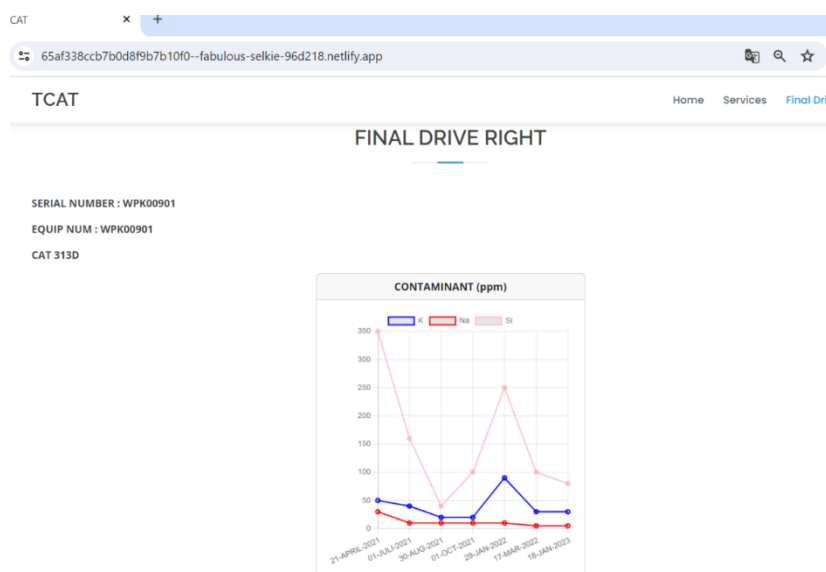 CAT
65af338ccb7b0d8f9b7b10f0--fabulous-selkie-96d218.netlify.app
TCAT
Home Services Final Dri
FINAL DRIVE RIGHT
SERIAL NUMBER : WPK00901
EQUIP NUM : WPK00901
CAT 313D
CONTAMINANT (ppm)
K Na Si
350
300
250
200
150
100
50
0
21-APRIL-2021 01-JULI-2021 30-AUG-2021 01-OCT-2021 29-JAN-2022 17-MAR-2022 18-JAN-2023